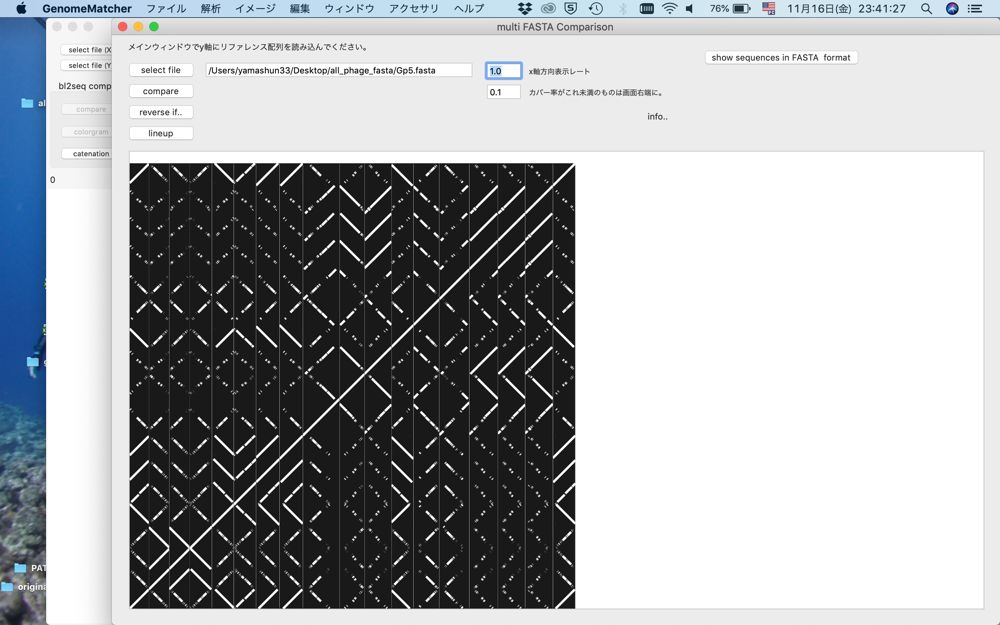 GenomeMatcher ファイル 解析 イメージ 編集 ウィンドウ アクセサリ ヘルプ 76% PC 11月16日(金) 23:41:27
multi FASTA Comparison
select file (X
select file (Y
bl2seq comp
compare
colorgram
catenation
0
メインウィンドウでy軸にリファレンス配列を読み込んでください。
show sequences in FASTA format
select file /Users/yamashun33/Desktop/all_phage_fasta/Gp5.fasta 1.0 x軸方向表示レート
compare 0.1 カバー率がこれ未満のものは画面右端に。
reverse if..
info..
lineup
al
PAT
origina